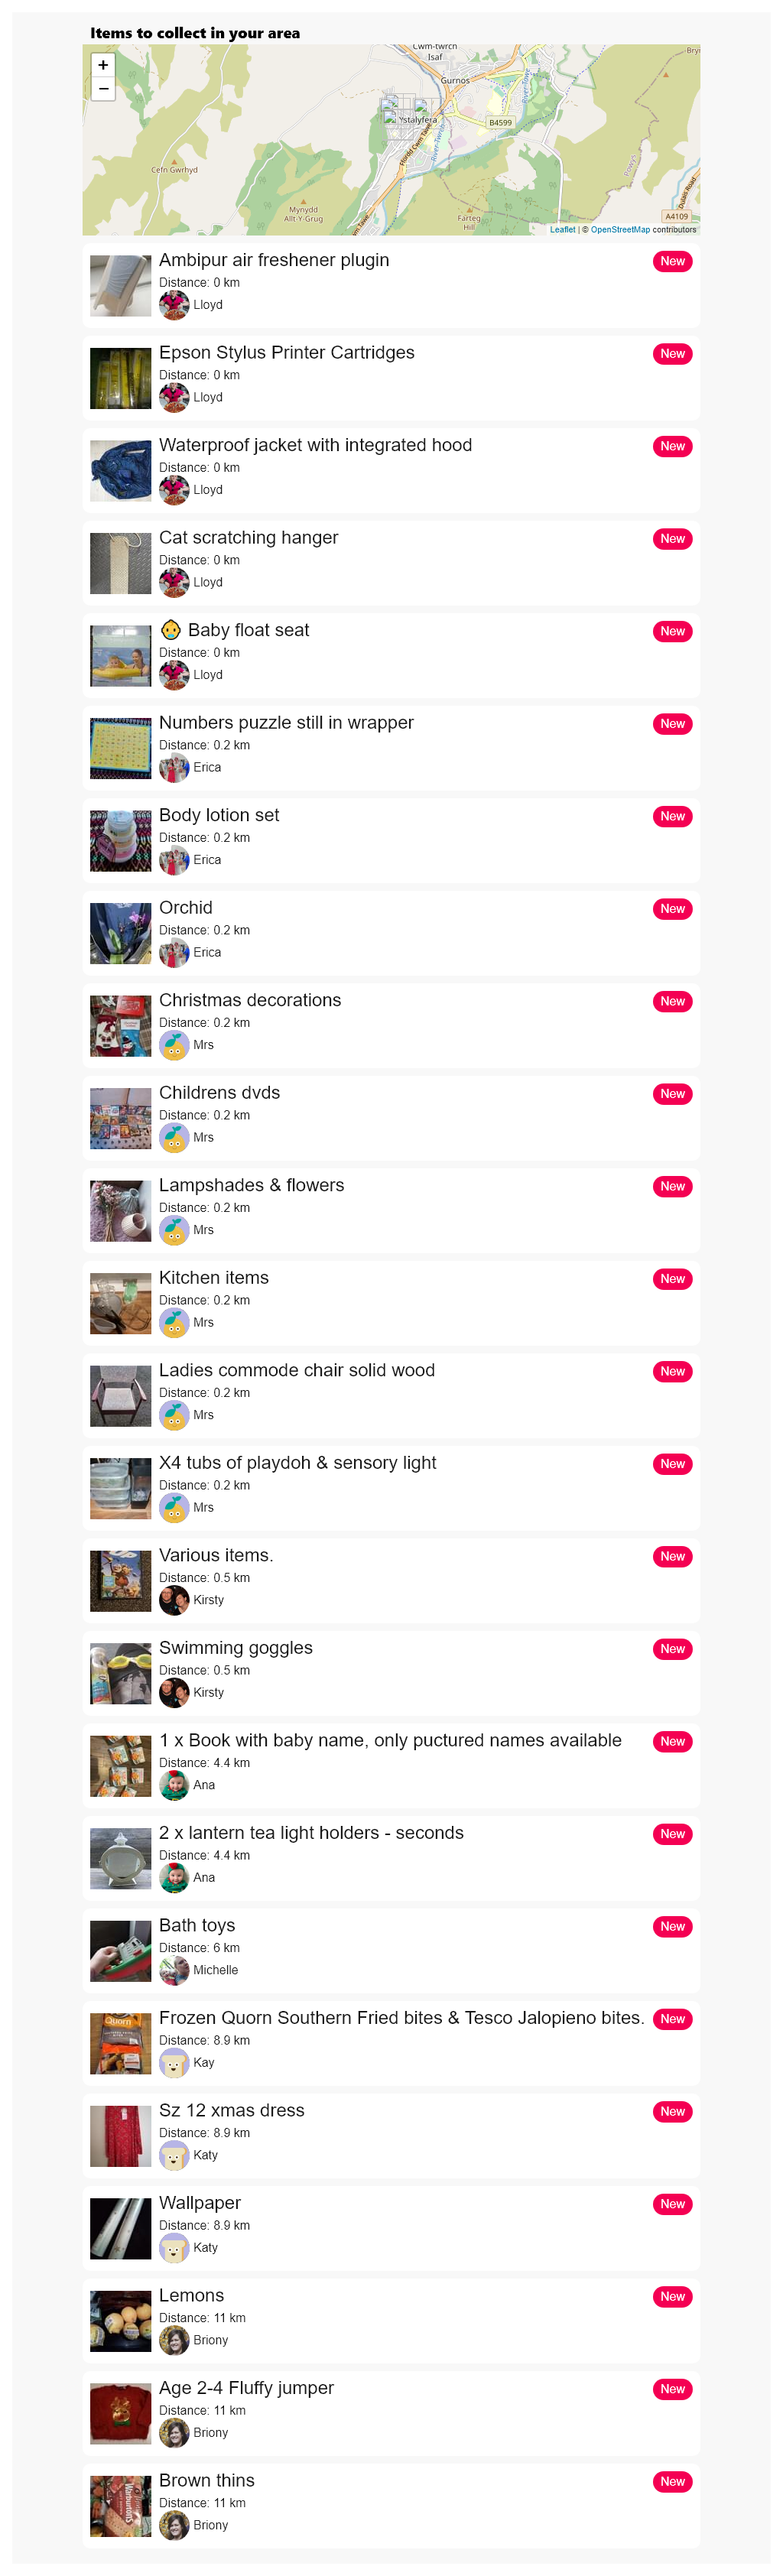 Items to collect in your area
+
−
Cwm-twrch
Isaf
Gurnos
Bry
Ystalyfera
B4599
River Twrch
River Tawe
Ffordd Cwm Tawe
Cefn Gwrhyd
Powys
Mynydd
Allt-Y-Grug
Farteg
Hill
Dulais Road
A4109
Leaflet | © OpenStreetMap contributors
Ambipur air freshener plugin
New
Distance: 0 km
Lloyd
Epson Stylus Printer Cartridges
New
Distance: 0 km
Lloyd
Waterproof jacket with integrated hood
New
Distance: 0 km
Lloyd
Cat scratching hanger
New
Distance: 0 km
Lloyd
👶 Baby float seat
New
Distance: 0 km
Lloyd
Numbers puzzle still in wrapper
New
Distance: 0.2 km
Erica
Body lotion set
New
Distance: 0.2 km
Erica
Orchid
New
Distance: 0.2 km
Erica
Christmas decorations
New
Distance: 0.2 km
Mrs
Childrens dvds
New
Distance: 0.2 km
Mrs
Lampshades & flowers
New
Distance: 0.2 km
Mrs
Kitchen items
New
Distance: 0.2 km
Mrs
Ladies commode chair solid wood
New
Distance: 0.2 km
Mrs
X4 tubs of playdoh & sensory light
New
Distance: 0.2 km
Mrs
Various items.
New
Distance: 0.5 km
Kirsty
Swimming goggles
New
Distance: 0.5 km
Kirsty
1 x Book with baby name, only puctured names available
New
Distance: 4.4 km
Ana
2 x lantern tea light holders - seconds
New
Distance: 4.4 km
Ana
Bath toys
New
Distance: 6 km
Michelle
Frozen Quorn Southern Fried bites & Tesco Jalopieno bites.
New
Quorn
Distance: 8.9 km
Kay
Sz 12 xmas dress
New
Distance: 8.9 km
Katy
Wallpaper
New
Distance: 8.9 km
Katy
Lemons
New
Distance: 11 km
Briony
Age 2-4 Fluffy jumper
New
Distance: 11 km
Briony
Brown thins
New
Warburtons
Distance: 11 km
Briony